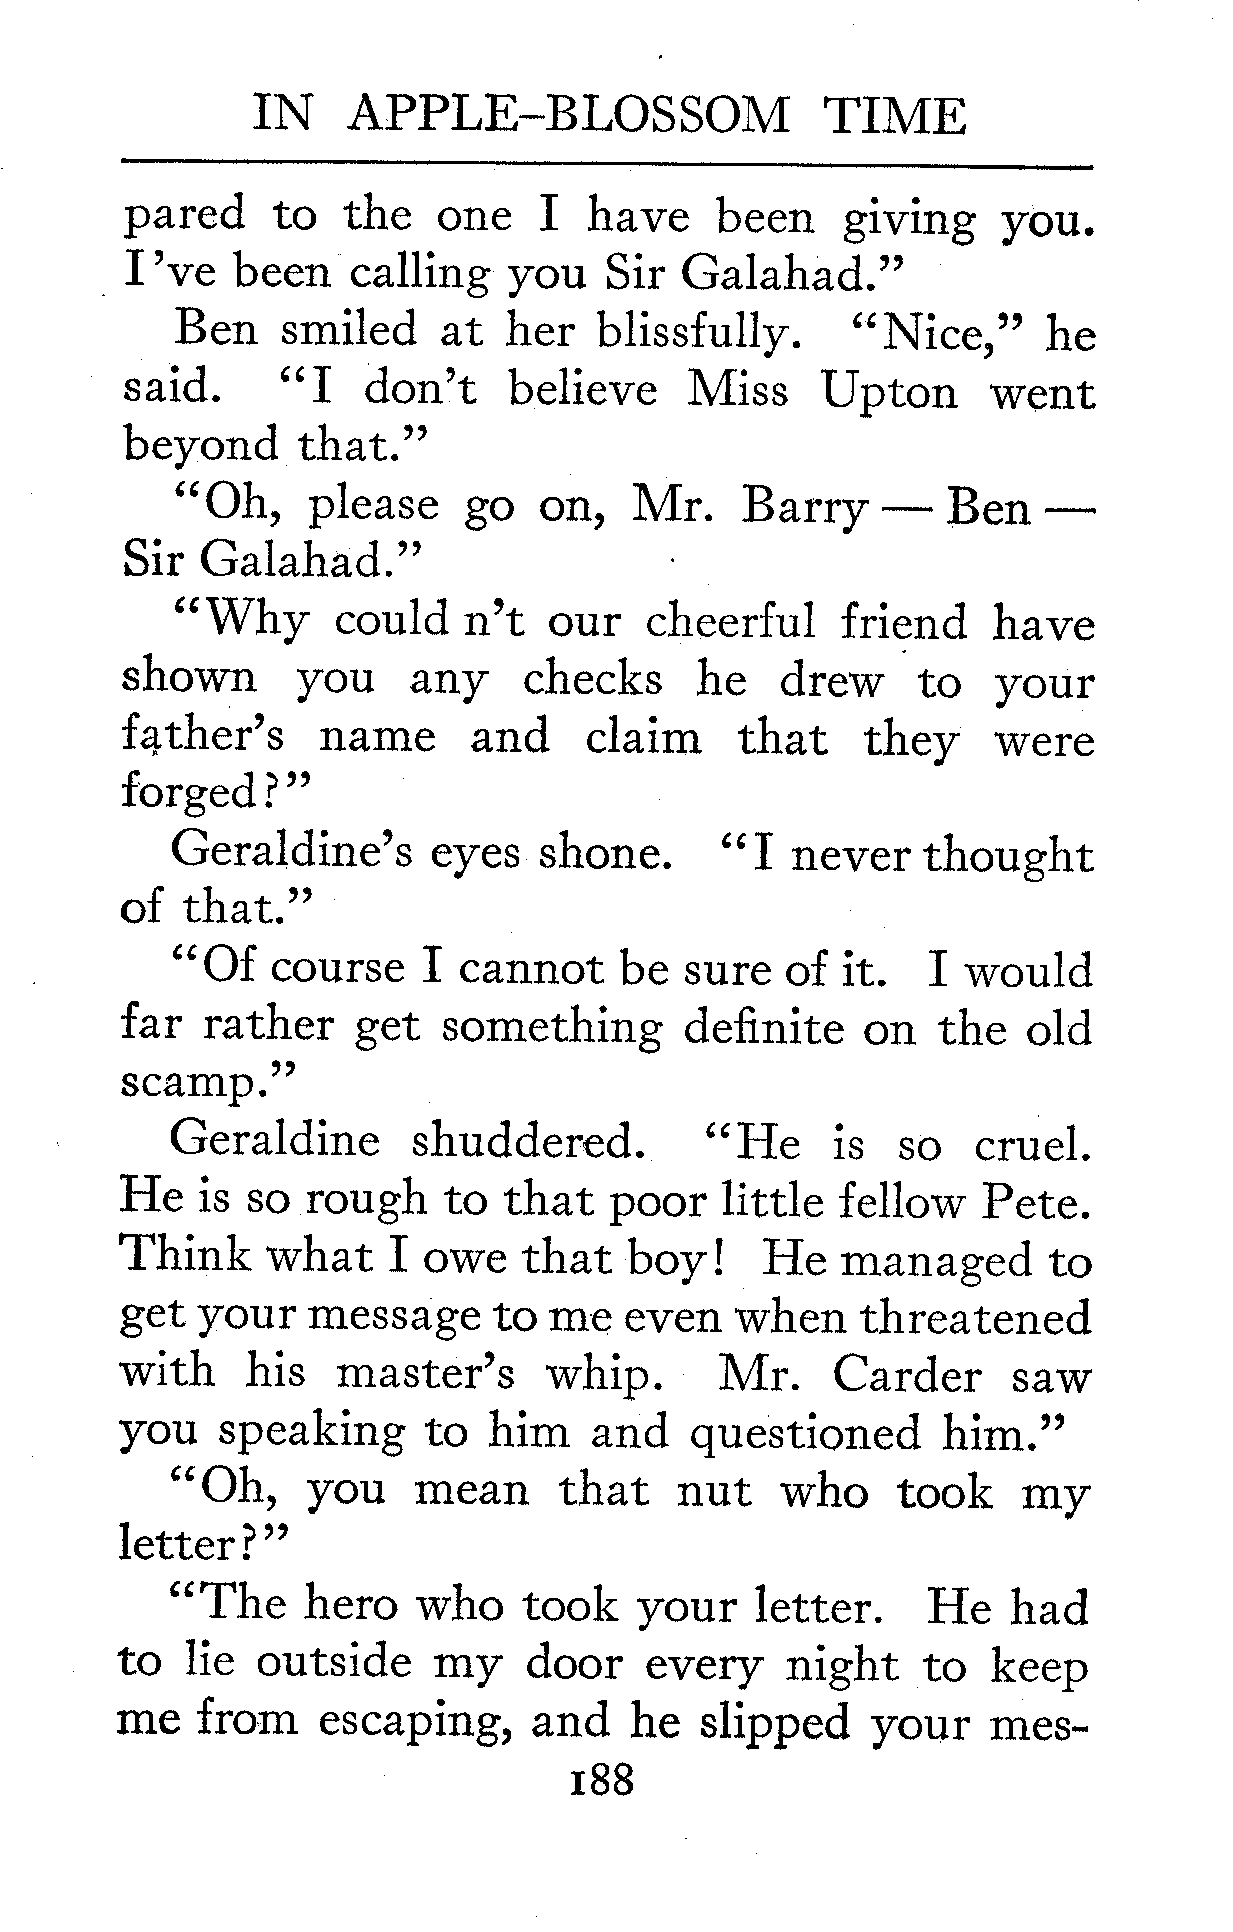 IN APPLE-BLOSSOM TIME
pared to the one I have been giving you.
I 've been calling you Sir Galahad."
Ben smiled at her blissfully. "Nice," he
said. "I don't believe Miss Upton went
beyond that."
"Oh, please go on, Mr. Barry — Ben —
Sir Galahad."
"Why could n't our cheerful friend have
shown you any checks he drew to your
father's name and claim that they were
forged?"
Geraldine's eyes shone. "I never thought
of that."
"Of course I cannot be sure of it. I would
far rather get something definite on the old
scamp."
Geraldine shuddered. "He is so cruel.
He is so rough to that poor little fellow Pete.
Think what I owe that boy! He managed to
get your message to me even when threatened
with his master's whip. Mr. Carder saw
you speaking to him and questioned him."
"Oh, you mean that nut who took my
letter?"
"The hero who took your letter. He had
to lie outside my door every night to keep
me from escaping, and he slipped your mes-
188